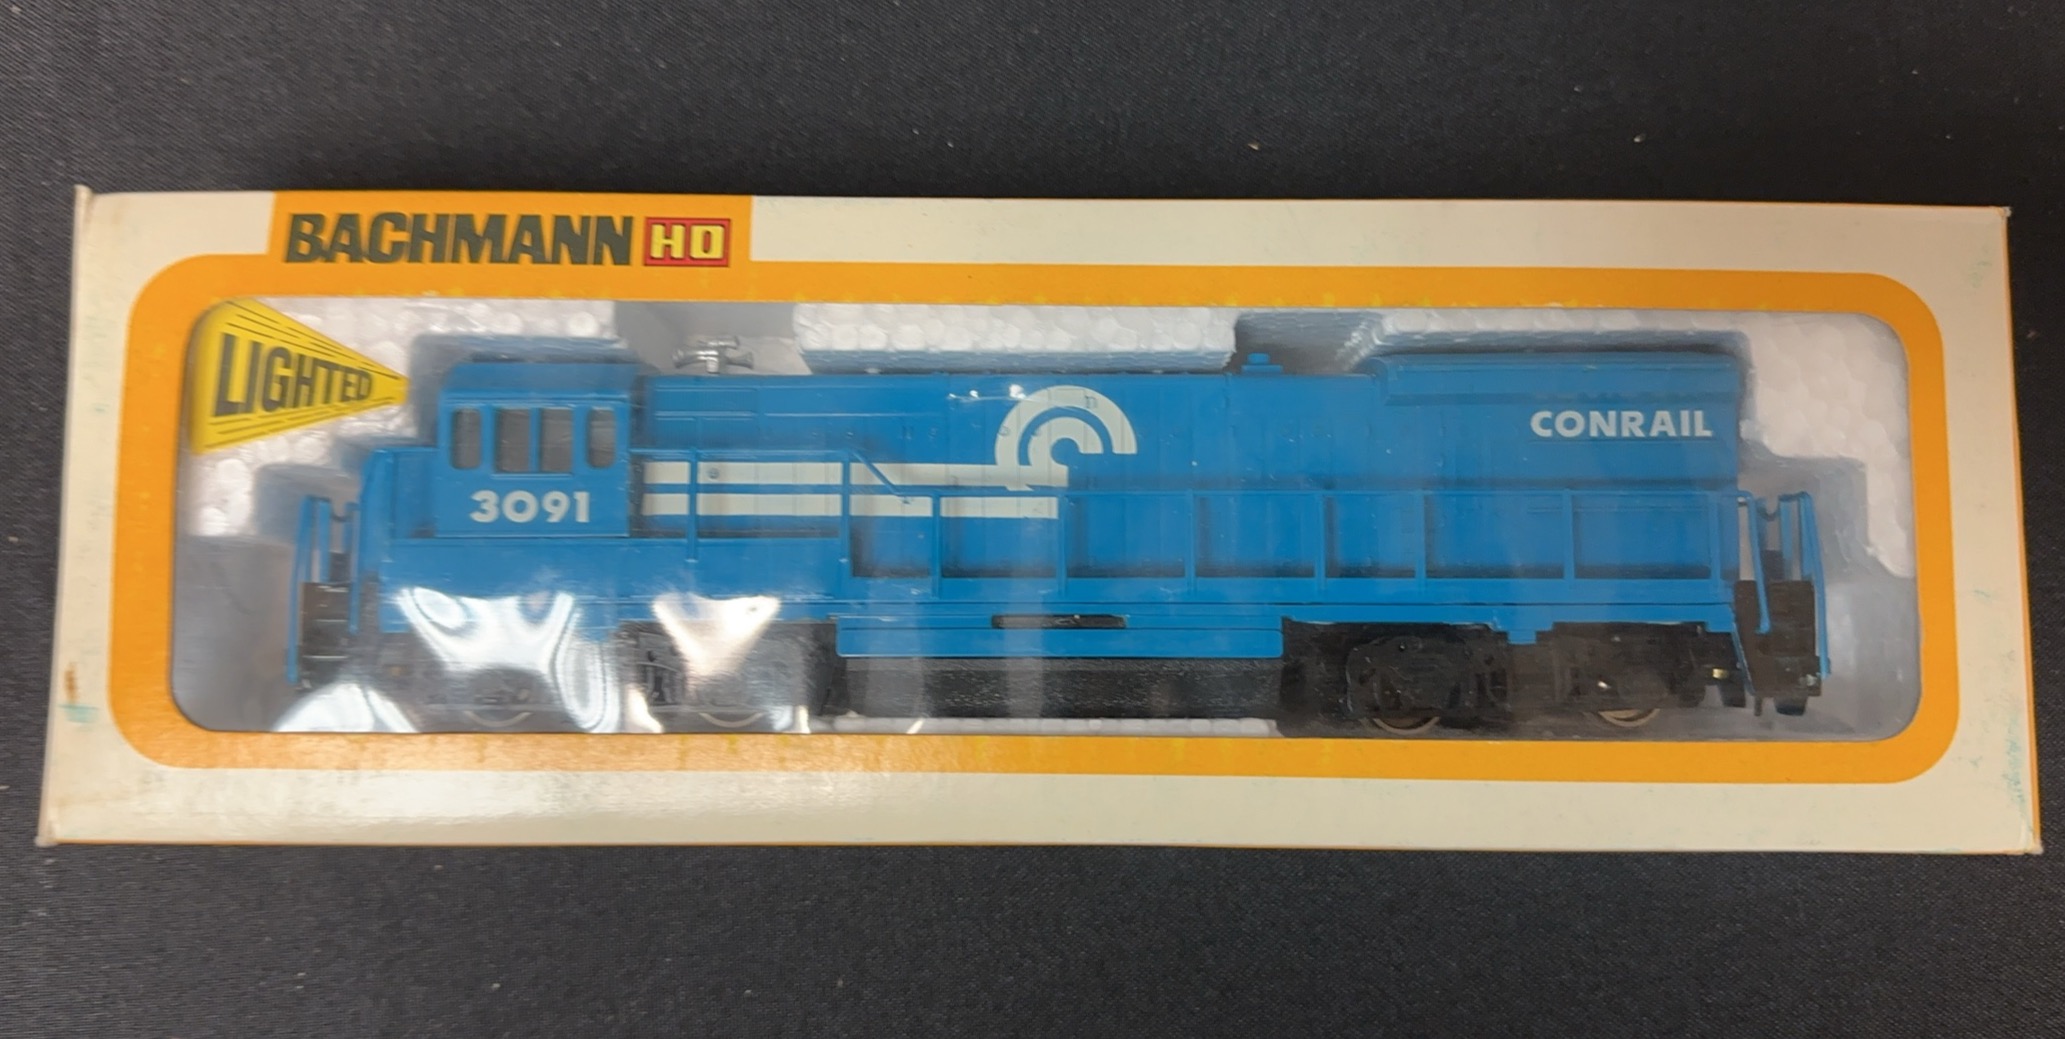 BACHMANN HO
LIGHTED
CONRAIL
3091